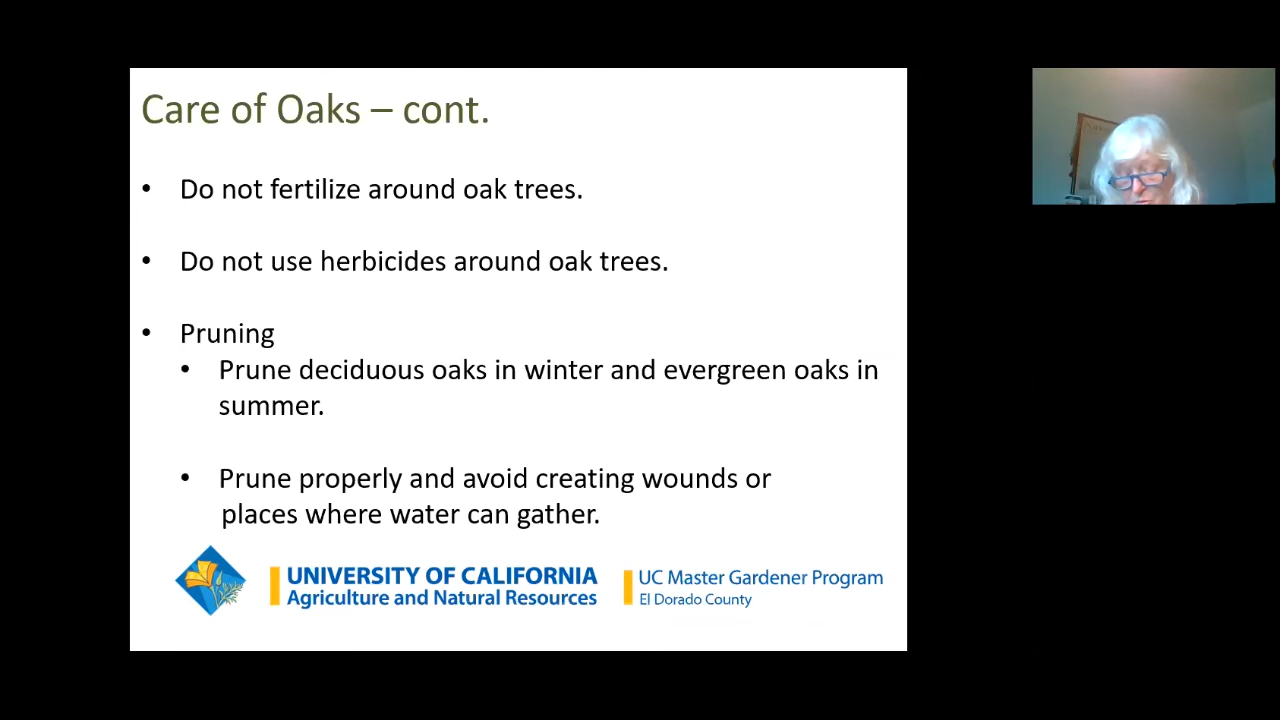 Care of Oaks – cont.
• Do not fertilize around oak trees.
• Do not use herbicides around oak trees.
• Pruning
• Prune deciduous oaks in winter and evergreen oaks in
summer.
• Prune properly and avoid creating wounds or
places where water can gather.
UNIVERSITY OF CALIFORNIA
Agriculture and Natural Resources
UC Master Gardener Program
El Dorado County